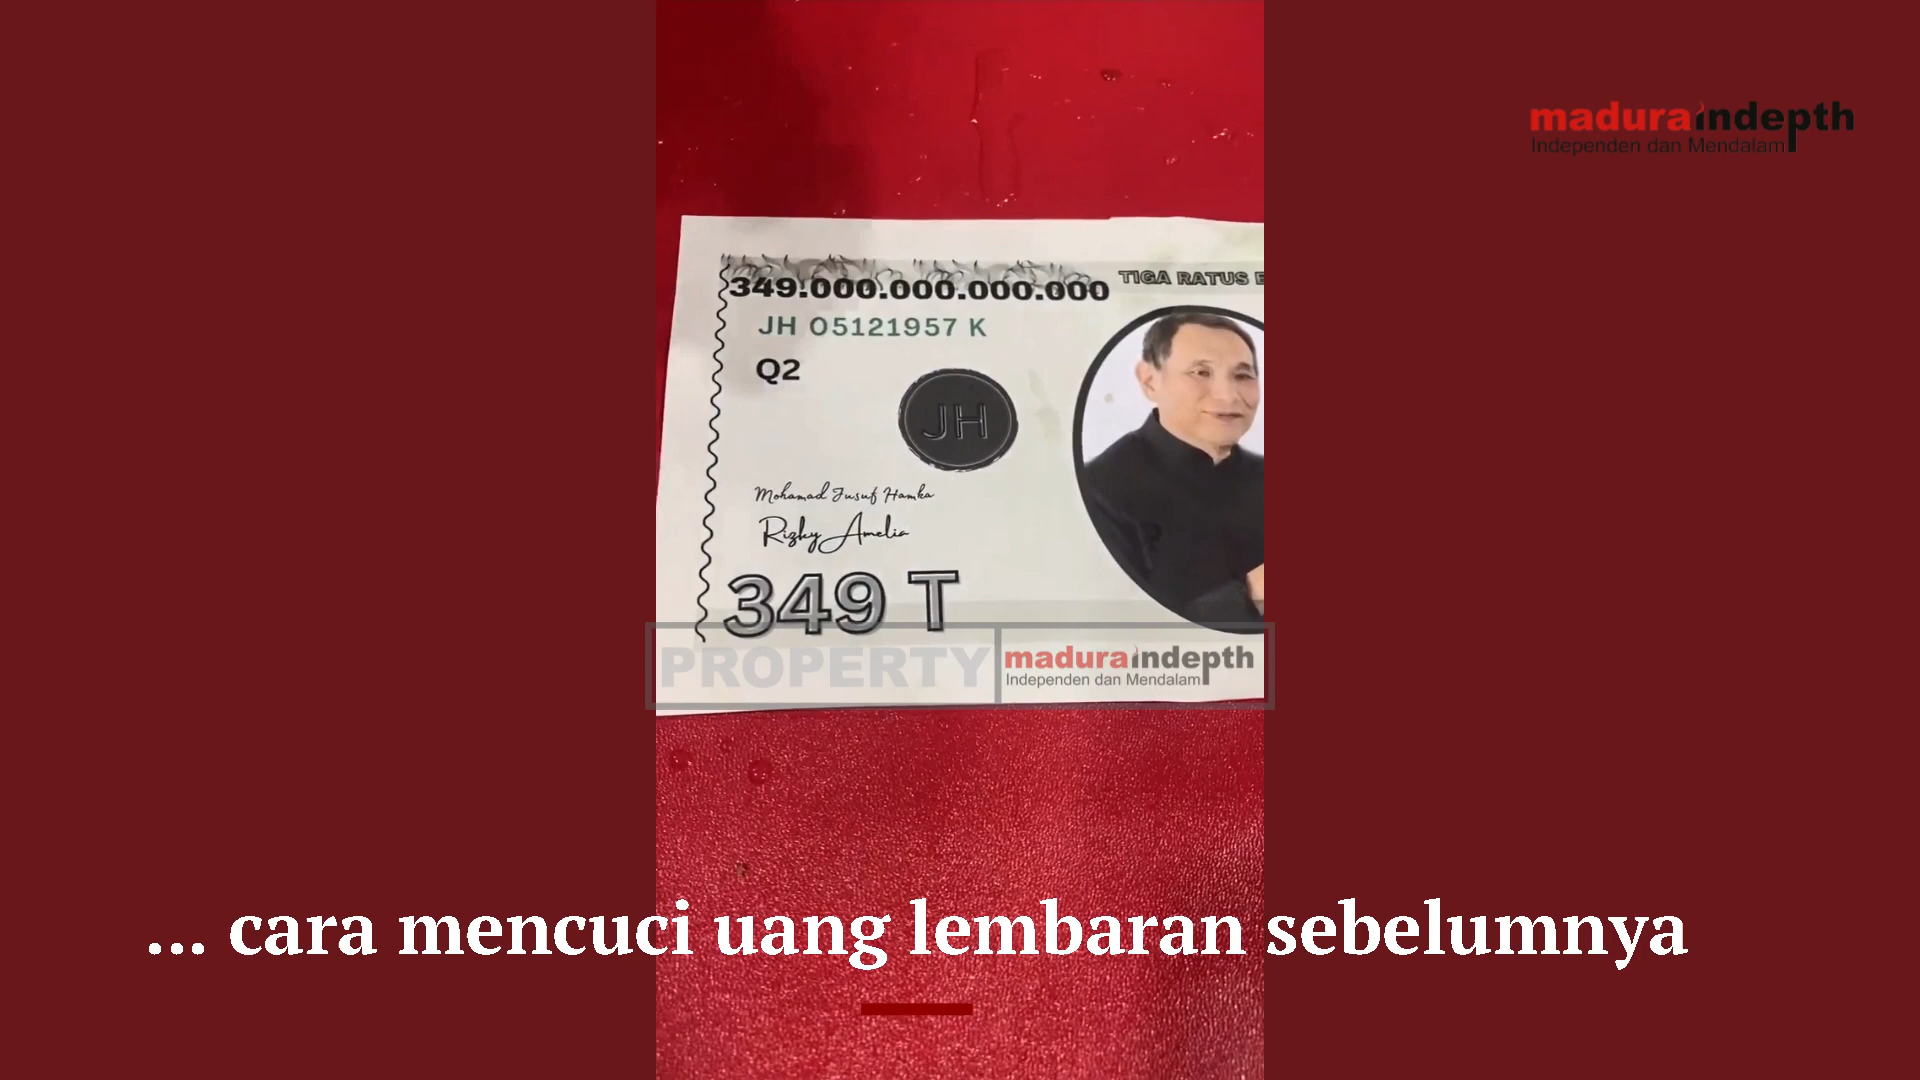 maduraindepth
Independen dan Mendalam
349.000.000.000.000
TIGA RATUS
JH 05121957 K
Q2
JH
Mohamad Jusuf Hamka
Rizky Amelia
349 T
PROPERTY
maduraindepth
Independen dan Mendalam
... cara mencuci uang lembaran sebelumnya